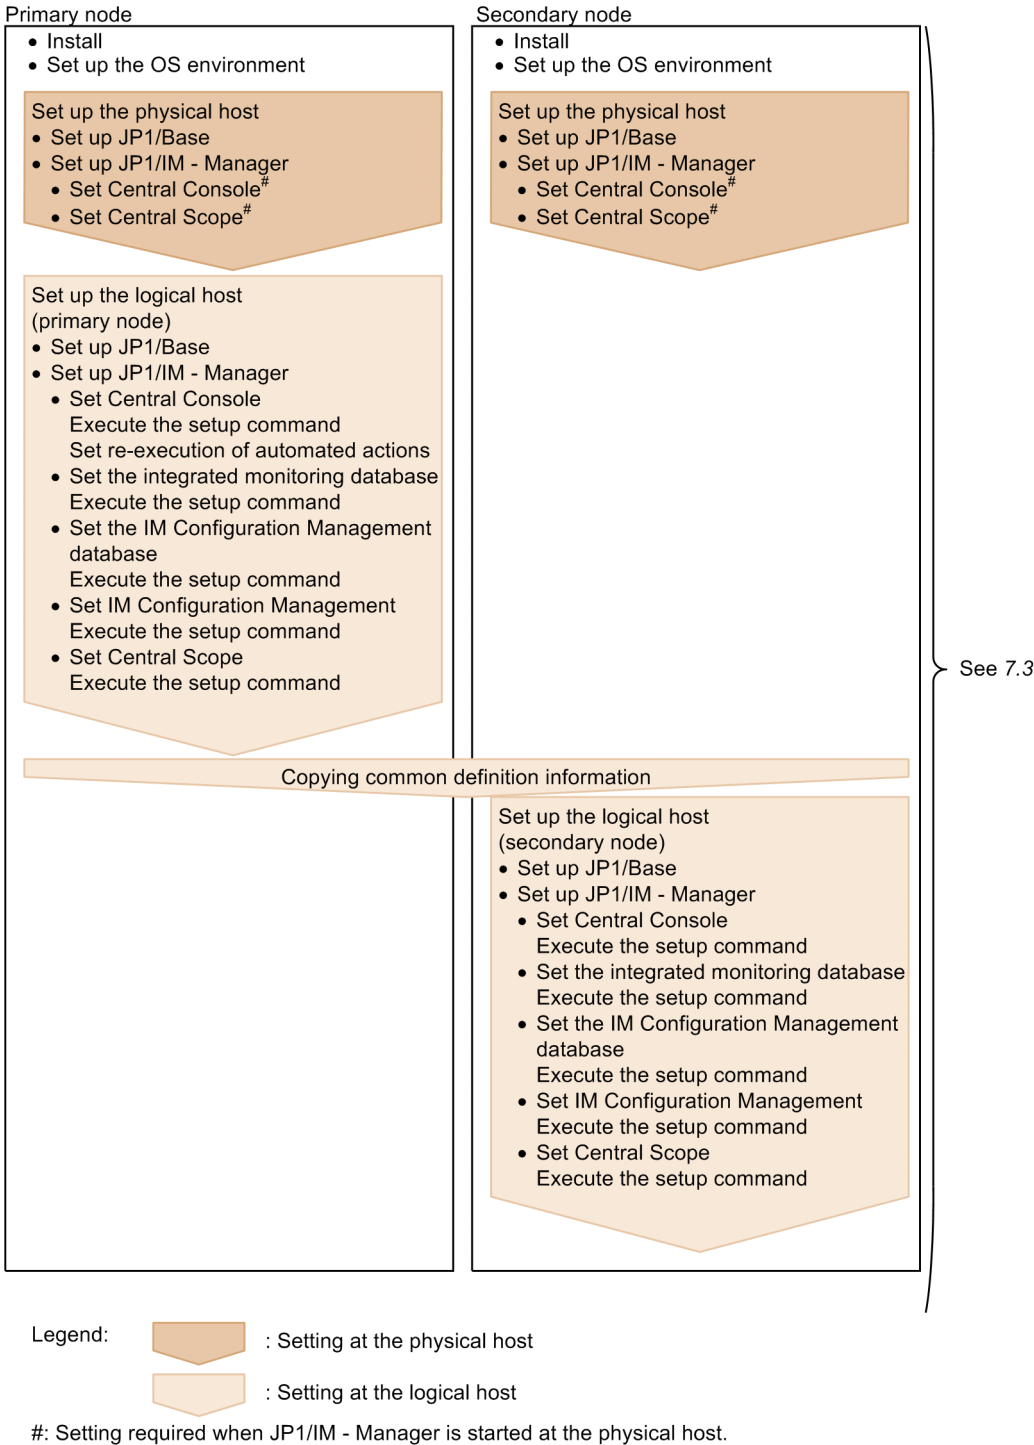 Primary node
• Install
• Set up the OS environment
Set up the physical host
• Set up JP1/Base
• Set up JP1/IM - Manager
• Set Central Console#
• Set Central Scope#
Set up the logical host
(primary node)
• Set up JP1/Base
• Set up JP1/IM - Manager
• Set Central Console
Execute the setup command
Set re-execution of automated actions
• Set the integrated monitoring database
Execute the setup command
• Set the IM Configuration Management
database
Execute the setup command
• Set IM Configuration Management
Execute the setup command
• Set Central Scope
Execute the setup command
Secondary node
• Install
• Set up the OS environment
Set up the physical host
• Set up JP1/Base
• Set up JP1/IM - Manager
• Set Central Console#
• Set Central Scope#
Copying common definition information
Set up the logical host
(secondary node)
• Set up JP1/Base
• Set up JP1/IM - Manager
• Set Central Console
Execute the setup command
• Set the integrated monitoring database
Execute the setup command
• Set the IM Configuration Management
database
Execute the setup command
• Set IM Configuration Management
Execute the setup command
• Set Central Scope
Execute the setup command
See 7.3
Legend:
: Setting at the physical host
: Setting at the logical host
#: Setting required when JP1/IM - Manager is started at the physical host.